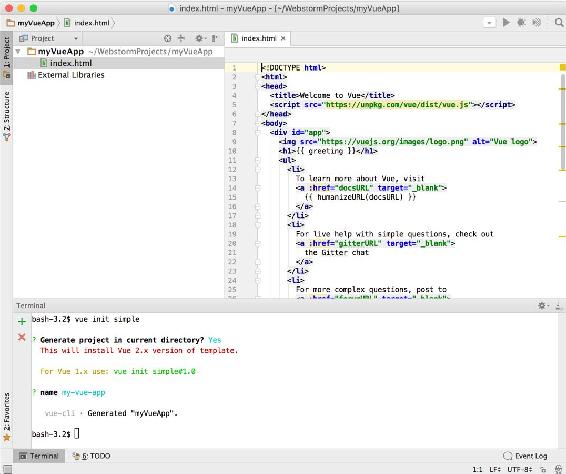 index.html - myVueApp - [~/WebstormProjects/myVueApp]
myVueApp index.html
1: Project
Project
index.html
myVueApp ~/WebstormProjects/myVueApp
index.html
External Libraries
Z: Structure
1 <!DOCTYPE html>
2 <html>
3 <head>
4 <title>Welcome to Vue</title>
5 <script src="https://unpkg.com/vue/dist/vue.js"></script>
6 </head>
7 <body>
8 <div id="app">
9 <img src="https://vuejs.org/images/logo.png" alt="Vue logo">
10 <h1>{{ greeting }}</h1>
11 <ul>
12 <li>
13 To learn more about Vue, visit
14 <a :href="docsURL" target="_blank">
15 {{ humanizeURL(docsURL) }}
16 </a>
17 </li>
18 <li>
19 For live help with simple questions, check out
20 <a :href="gitterURL" target="_blank">
21 the Gitter chat
22 </a>
23 </li>
24 <li>
25 For more complex questions, post to
26 <a :href="forumURL" target="_blank">
Terminal
bash-3.2$ vue init simple
? Generate project in current directory? Yes
This will install Vue 2.x version of template.
For Vue 1.x use: vue init simple#1.0
? name my-vue-app
vue-cli · Generated "myVueApp".
bash-3.2$
2: Favorites
Terminal 6: TODO Event Log
1:1 LF÷ UTF-8÷